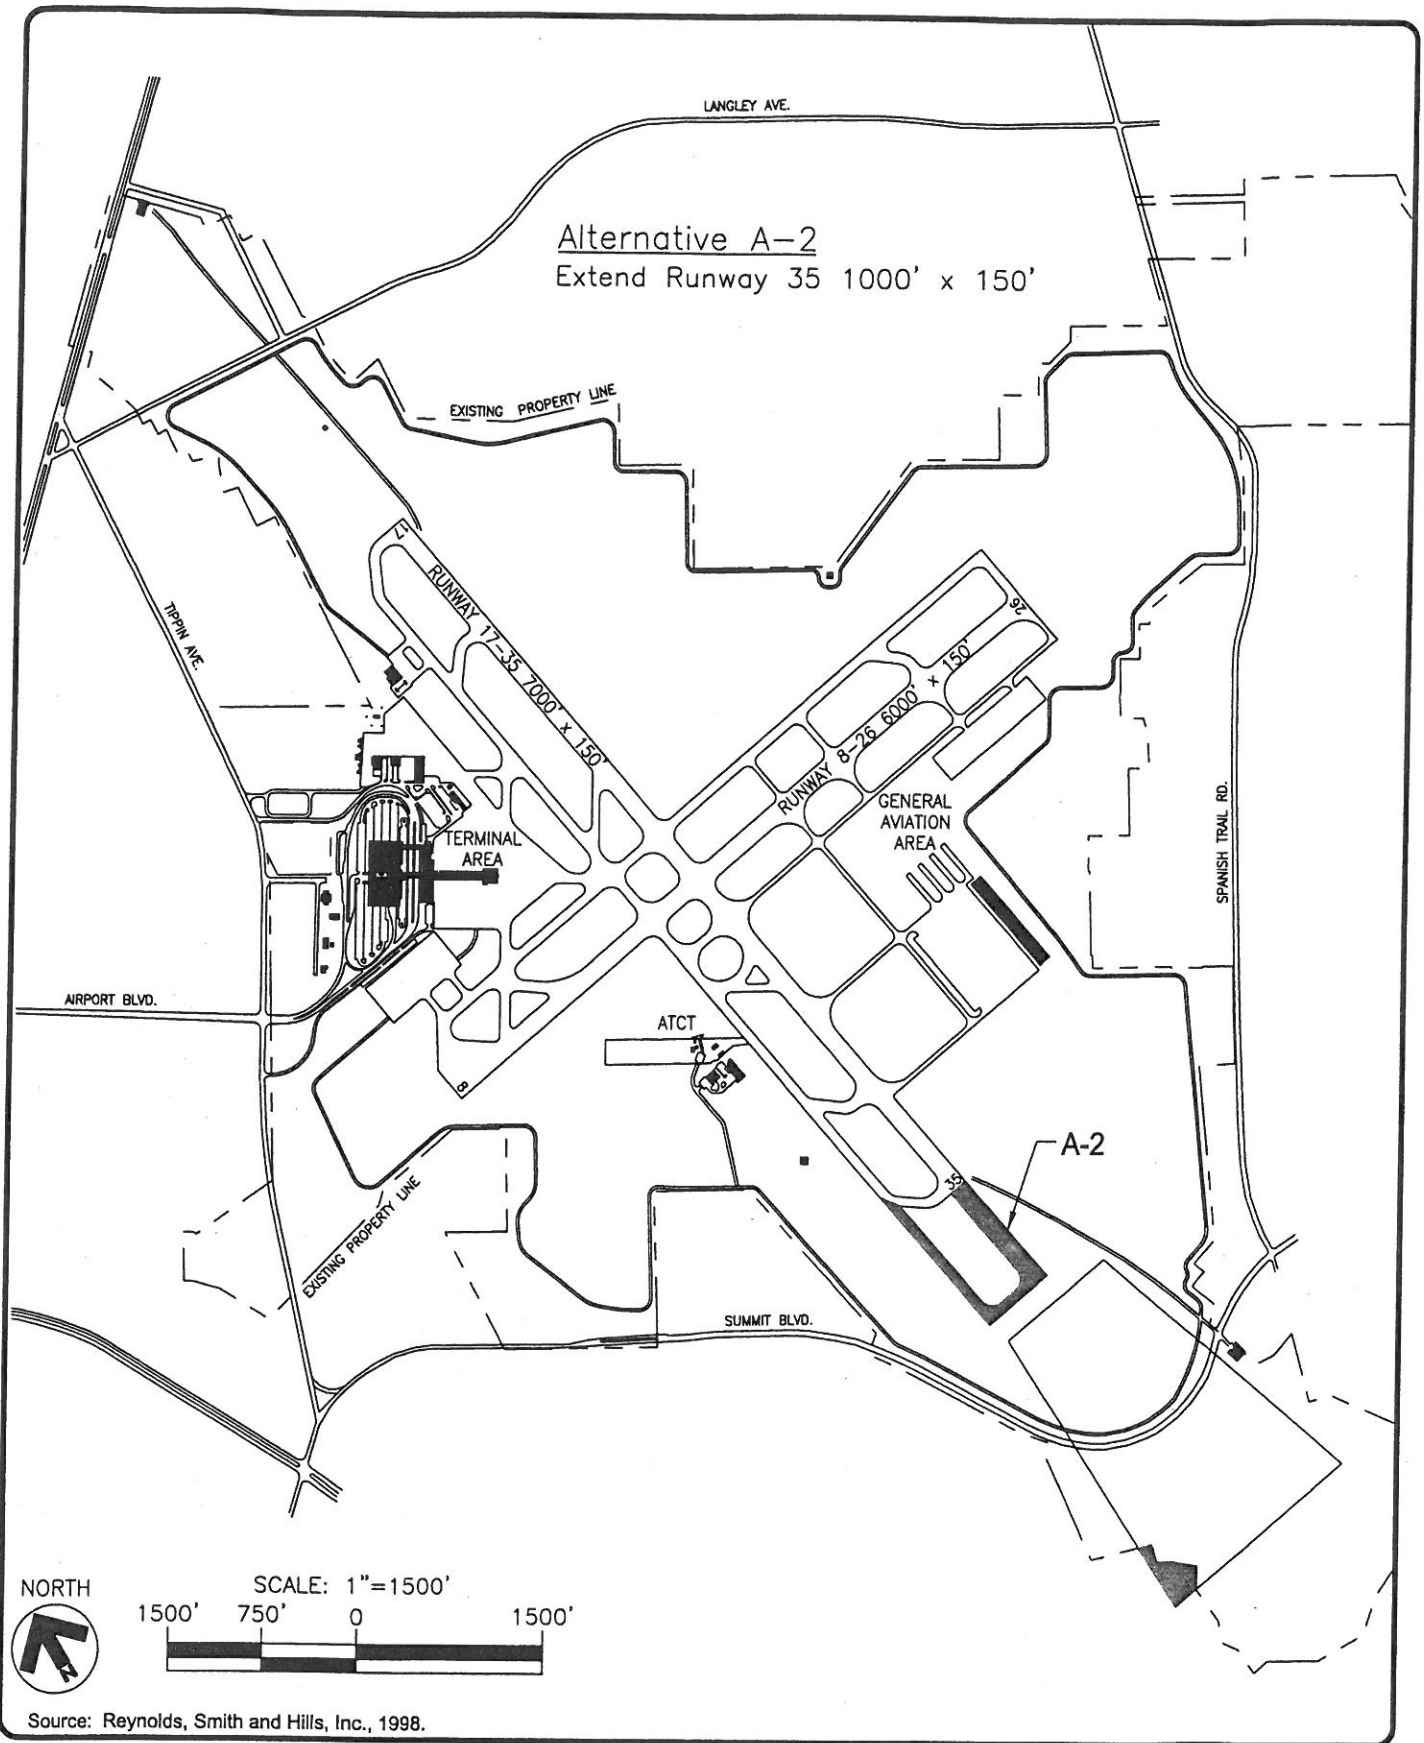 LANGLEY AVE.
Alternative A-2
Extend Runway 35 1000' x 150'
EXISTING PROPERTY LINE
17
RUNWAY 17-35 7000' x 150'
TIPPIN AVE.
26
RUNWAY 8-26 6000' x 150'
GENERAL
AVIATION
AREA
SPANISH TRAIL RD.
TERMINAL
AREA
AIRPORT BLVD.
ATCT
8
A-2
35
EXISTING PROPERTY LINE
SUMMIT BLVD.
NORTH
N
SCALE: 1"=1500'
1500' 750' 0 1500'
Source: Reynolds, Smith and Hills, Inc., 1998.